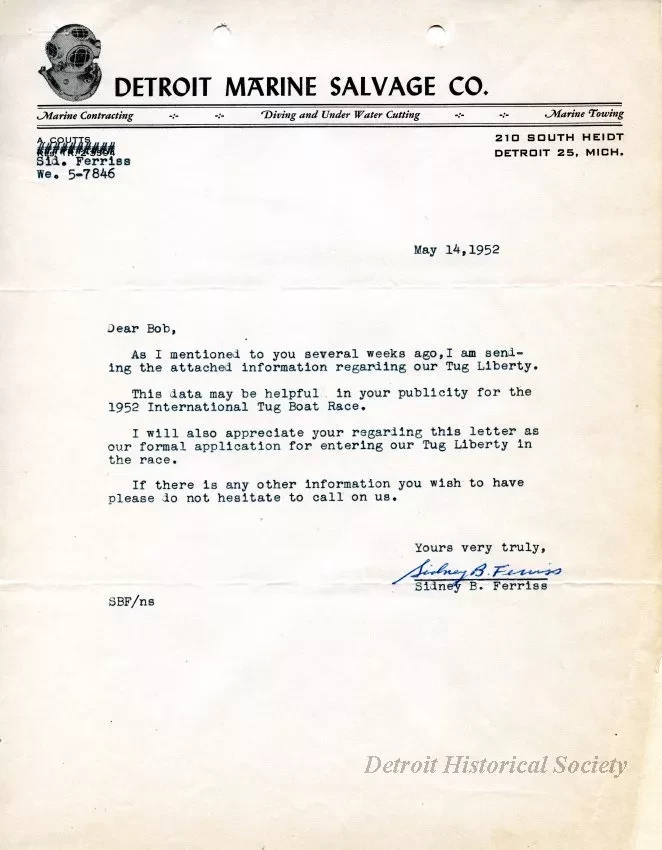 DETROIT MARINE SALVAGE CO.
Marine Contracting -:- -:- Diving and Under Water Cutting -:- -:- Marine Towing
A. COUTTS
Sid. Ferriss
We. 5-7846
210 SOUTH HEIDT
DETROIT 25, MICH.
May 14,1952
Dear Bob,
As I mentioned to you several weeks ago,I am send-
ing the attached information regarding our Tug Liberty.
This data may be helpful in your publicity for the
1952 International Tug Boat Race.
I will also appreciate your regarding this letter as
our formal application for entering our Tug Liberty in
the race.
If there is any other information you wish to have
please do not hesitate to call on us.
Yours very truly,
Sidney B. Ferriss
Sidney B. Ferriss
SBF/ns
Detroit Historical Society